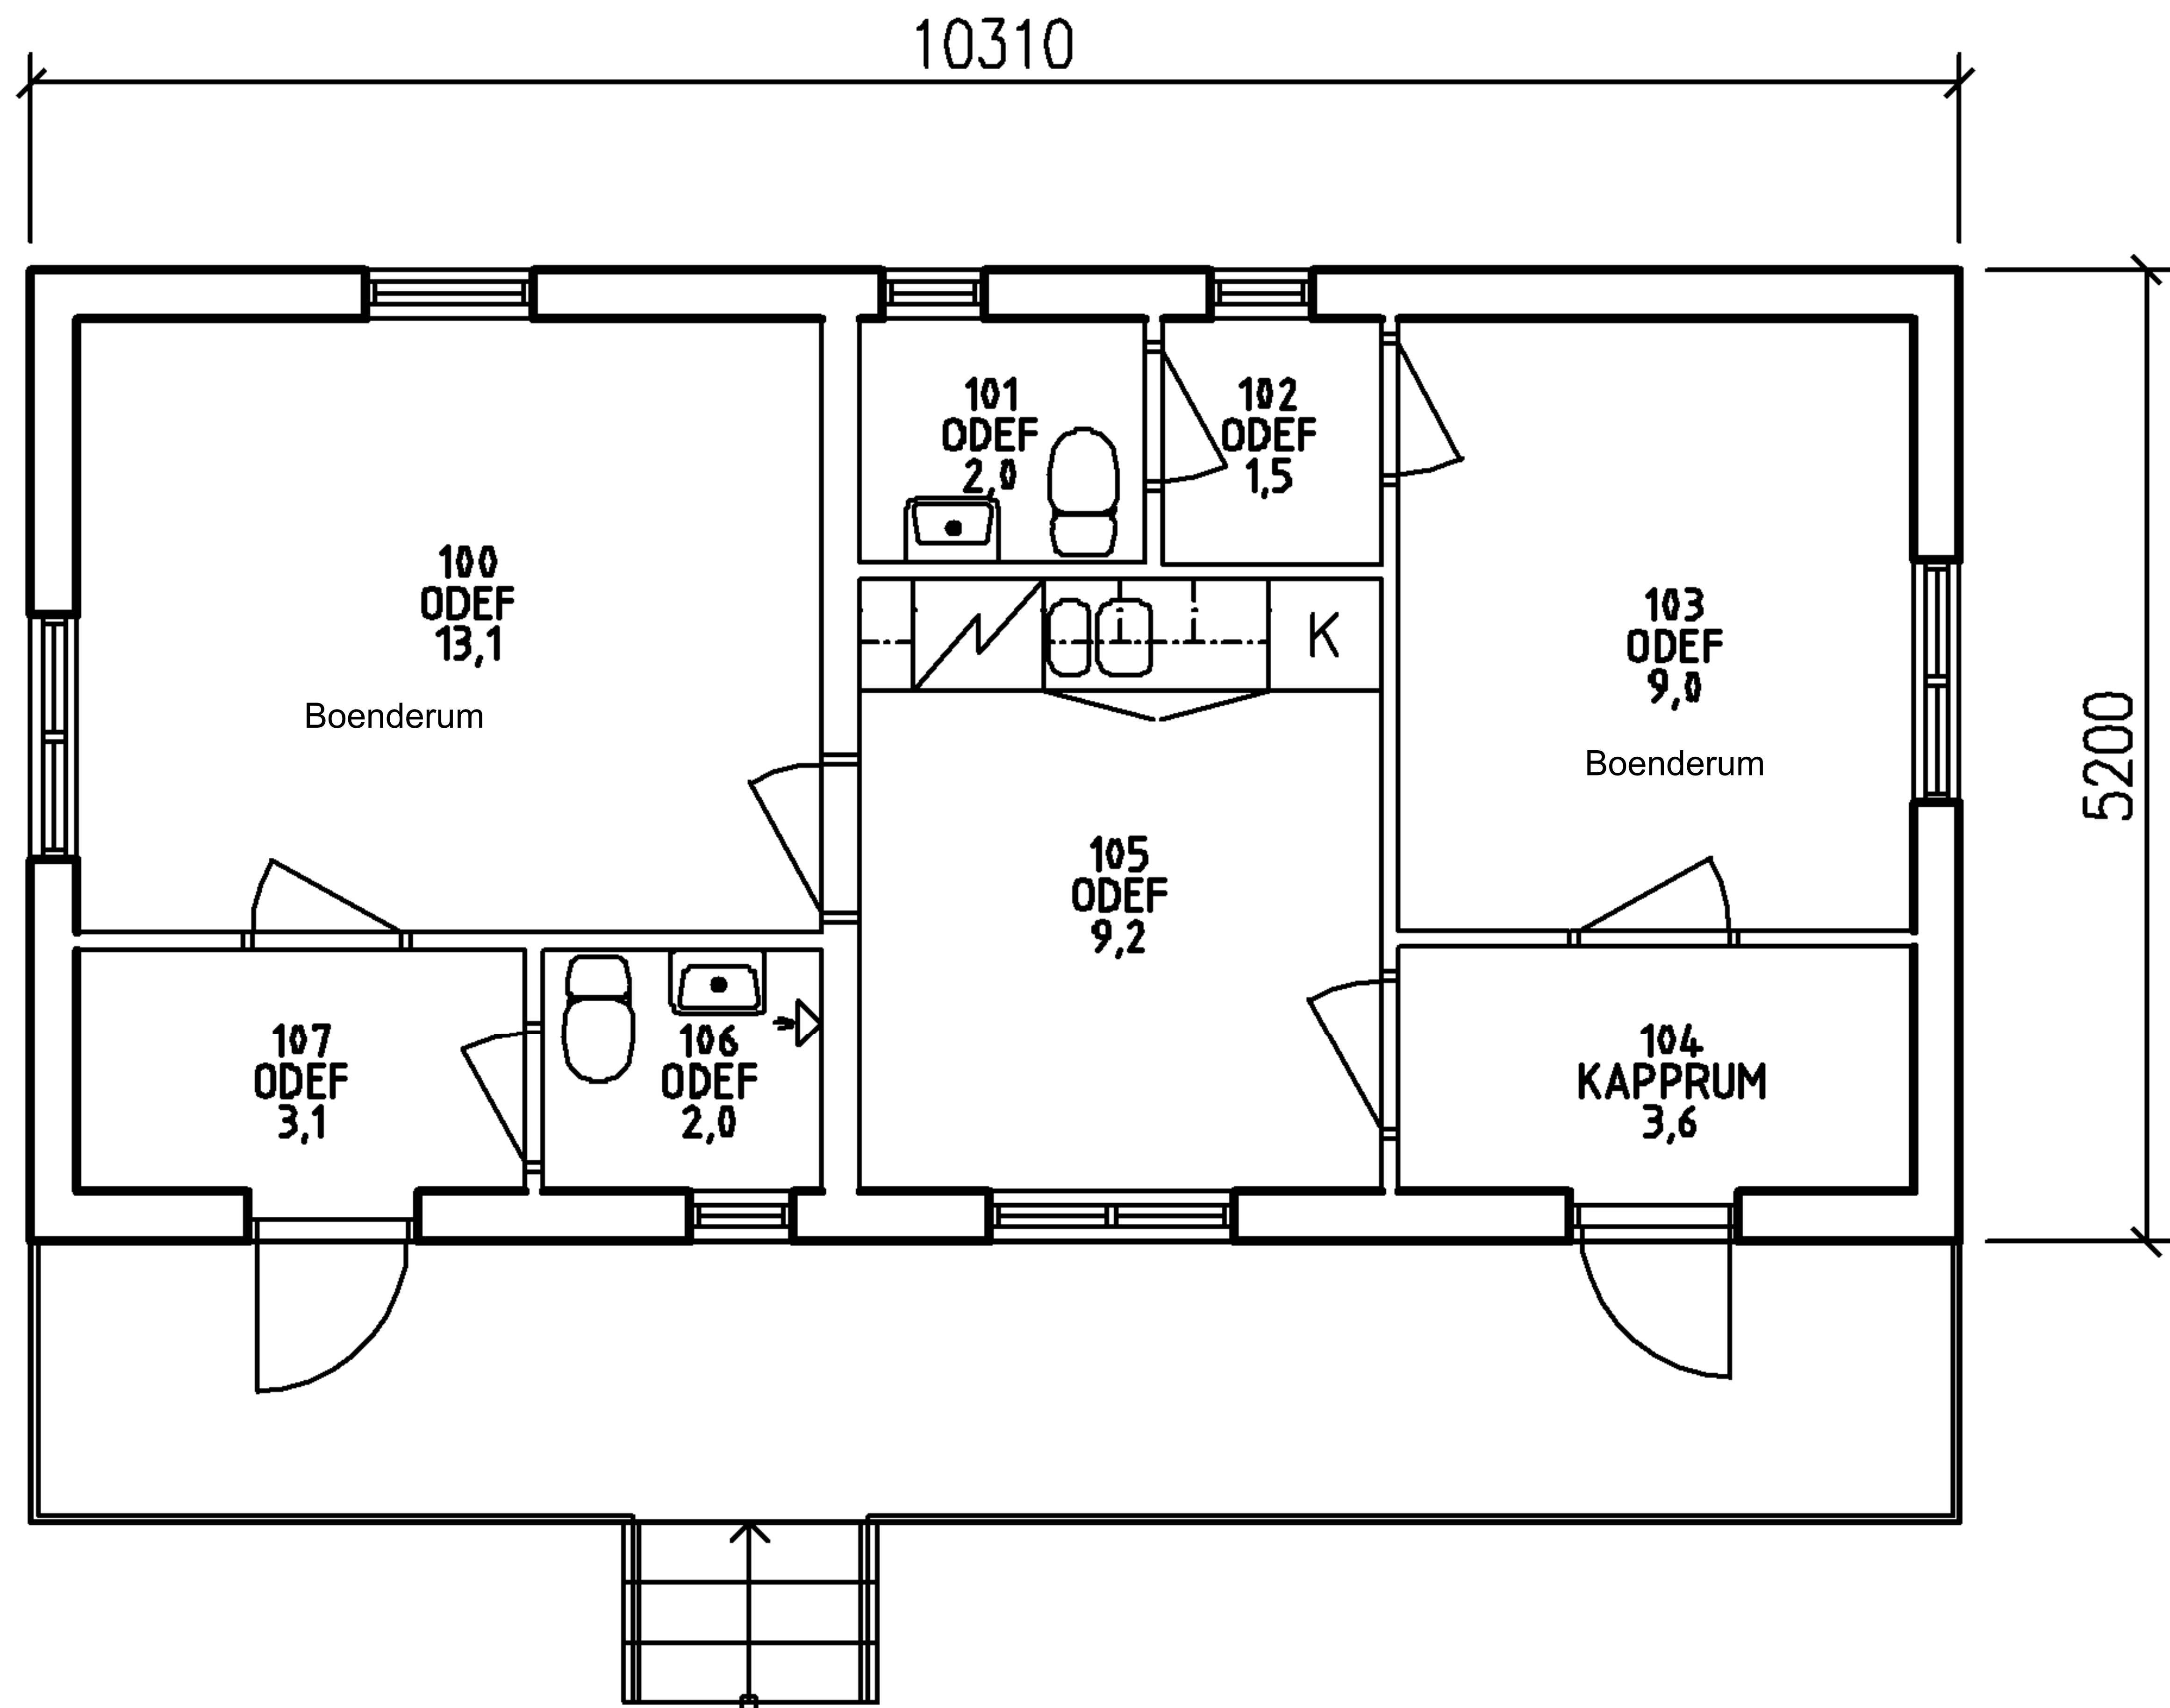 10310
101
ODEF
2,0
102
ODEF
1,5
100
ODEF
13,1
Boenderum
K
103
ODEF
9,0
Boenderum
5200
105
ODEF
9,2
107
ODEF
3,1
106
ODEF
2,0
104
KAPPRUM
3,6